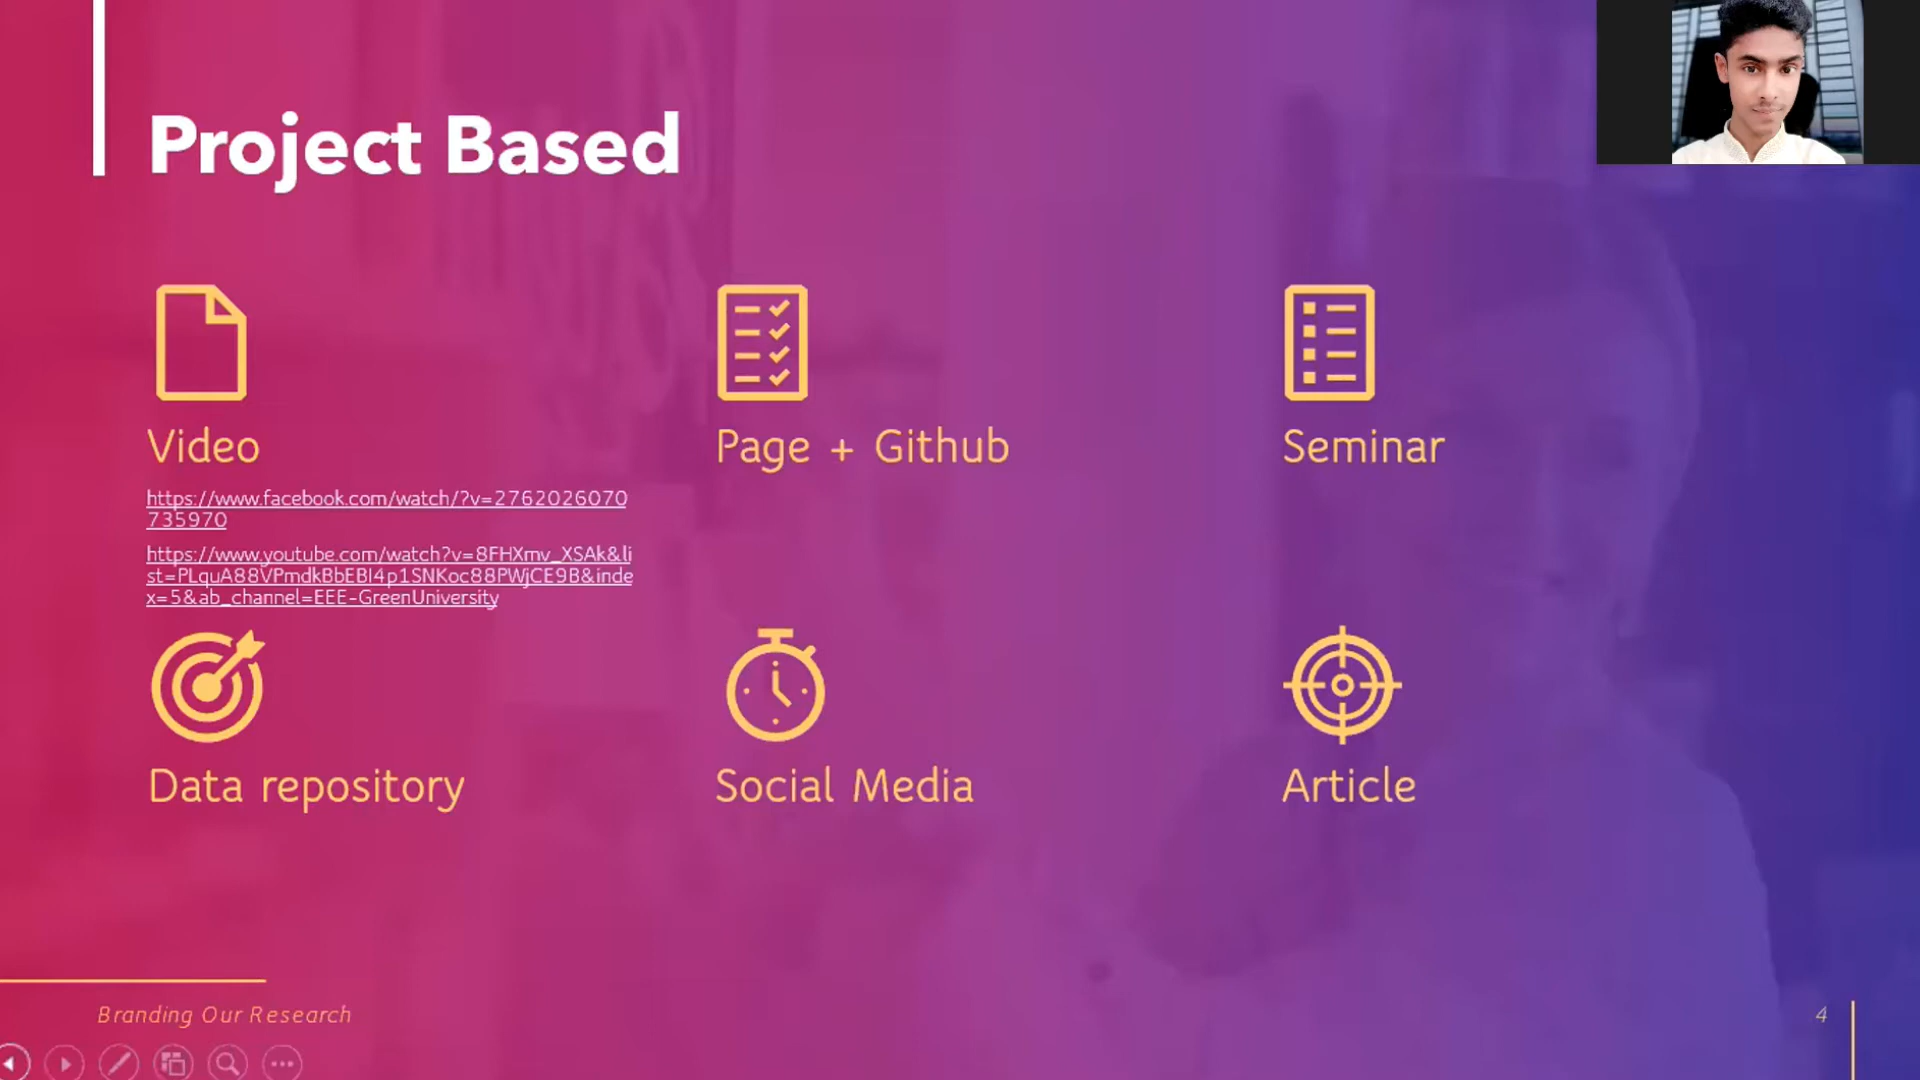 Project Based
Video
Page + Github
Seminar
https://www.facebook.com/watch/?v=2762026070
735970
https://www.youtube.com/watch?v=8FHXmv_XSAk&li
st=PLquA88VPmdkBbEBI4p1SNKoc88PWjCE9B&inde
x=5&ab_channel=EEE-GreenUniversity
Data repository
Social Media
Article
Branding Our Research
4